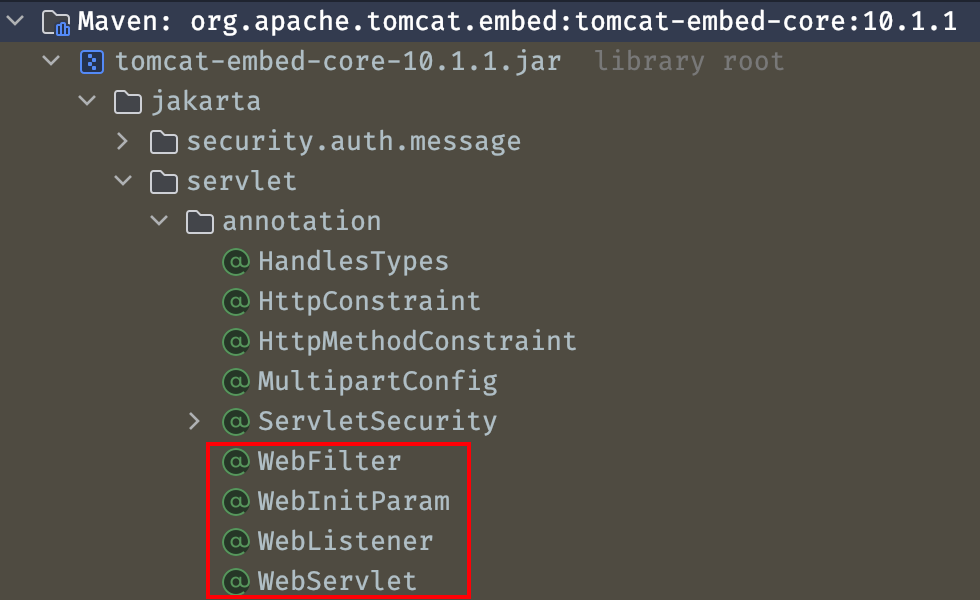 Maven: org.apache.tomcat.embed:tomcat-embed-core:10.1.1
tomcat-embed-core-10.1.1.jar library root
jakarta
security.auth.message
servlet
annotation
@ HandlesTypes
@ HttpConstraint
@ HttpMethodConstraint
@ MultipartConfig
@ ServletSecurity
@ WebFilter
@ WebInitParam
@ WebListener
@ WebServlet